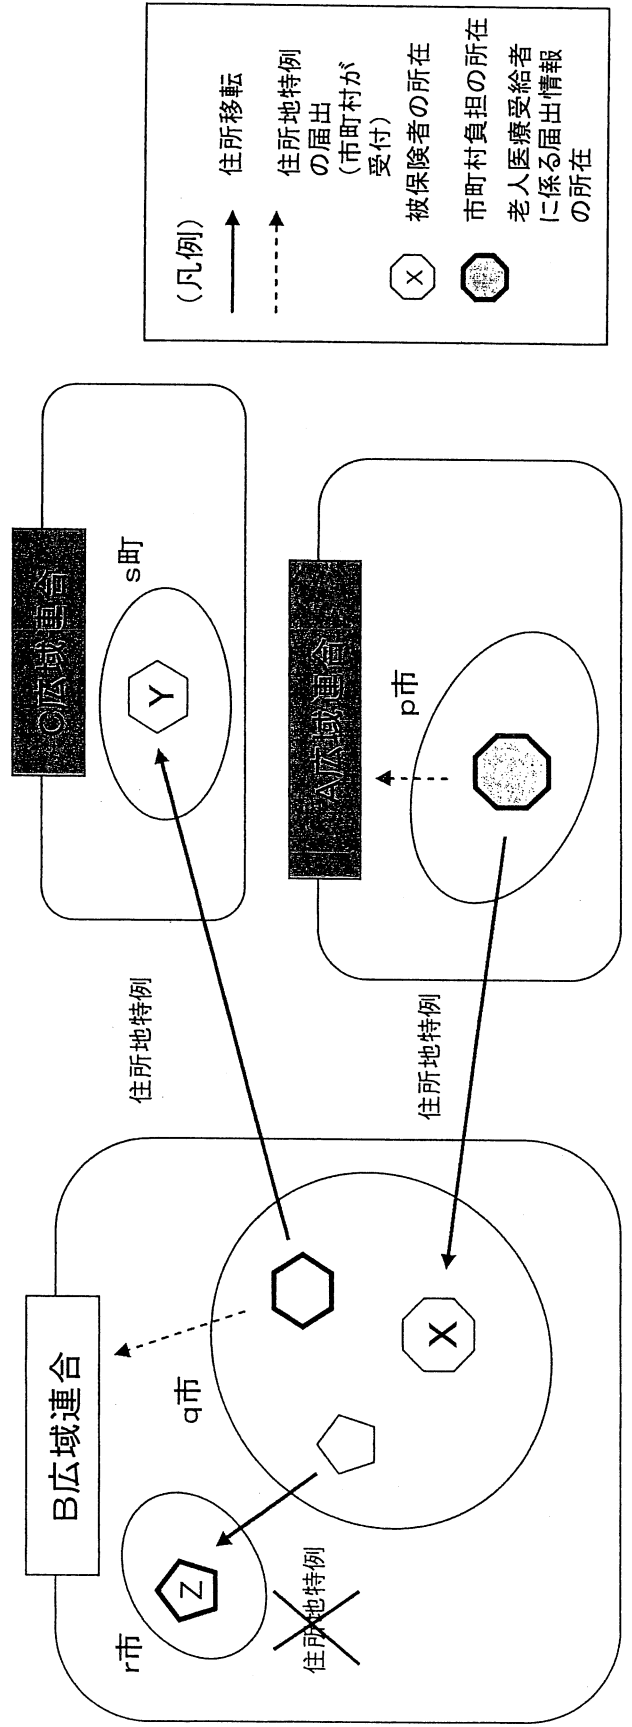 B広域連合
q市
X
r市
Z
住所地特例
住所地特例
住所地特例
C広域連合
s町
Y
A広域連合
p市
(凡例)
住所移転
住所地特例
の届出
(市町村が
受付)
X
被保険者の所在
市町村負担の所在
老人医療受給者
に係る届出情報
の所在